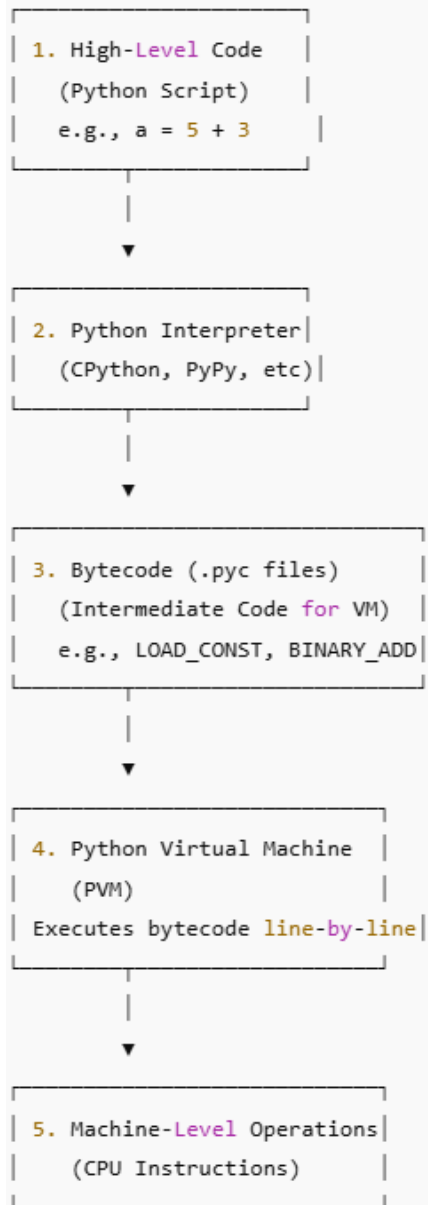 1. High-Level Code
(Python Script)
e.g., a = 5 + 3
2. Python Interpreter
(CPython, PyPy, etc)
3. Bytecode (.pyc files)
(Intermediate Code for VM)
e.g., LOAD_CONST, BINARY_ADD
4. Python Virtual Machine
(PVM)
Executes bytecode line-by-line
5. Machine-Level Operations
(CPU Instructions)